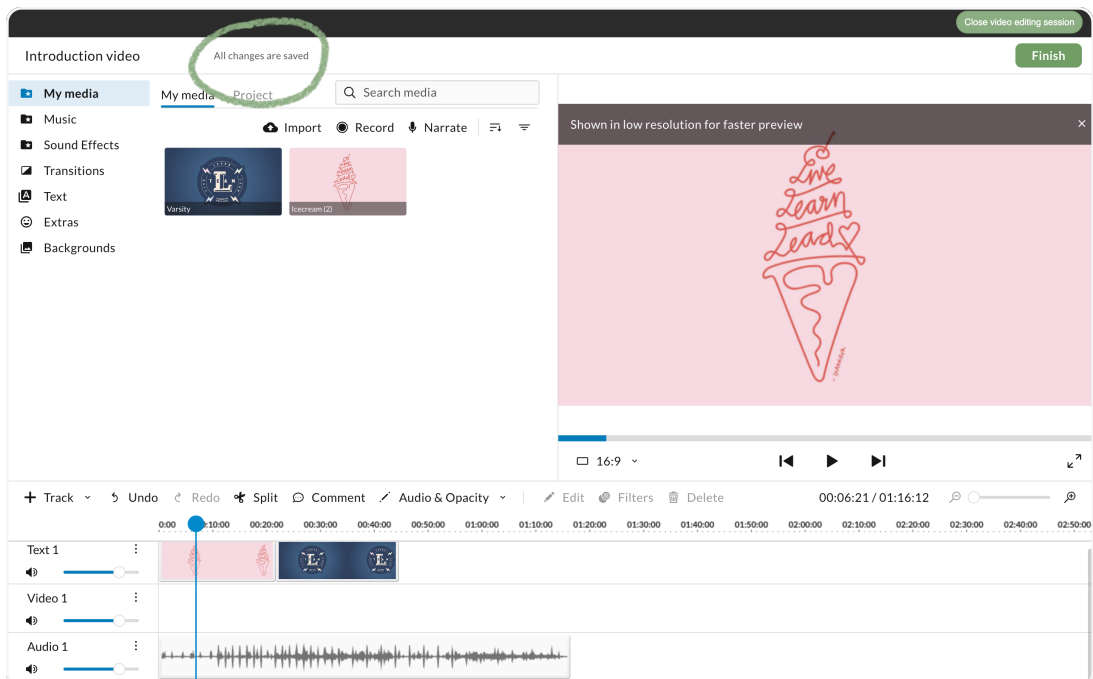 Close video editing session
Introduction video
All changes are saved
Finish
My media
Music
Sound Effects
Transitions
Text
Extras
Backgrounds
My media Project
Search media
Import Record Narrate
Varsity
Icecream (2)
Shown in low resolution for faster preview
Live
Learn
Lead
16:9
Track Undo Redo Split Comment Audio & Opacity Edit Filters Delete 00:06:21 / 01:16:12
0:00 0:10:00 00:20:00 00:30:00 00:40:00 00:50:00 01:00:00 01:10:00 01:20:00 01:30:00 01:40:00 01:50:00 02:00:00 02:10:00 02:20:00 02:30:00 02:40:00 02:50:00
Text 1
Video 1
Audio 1